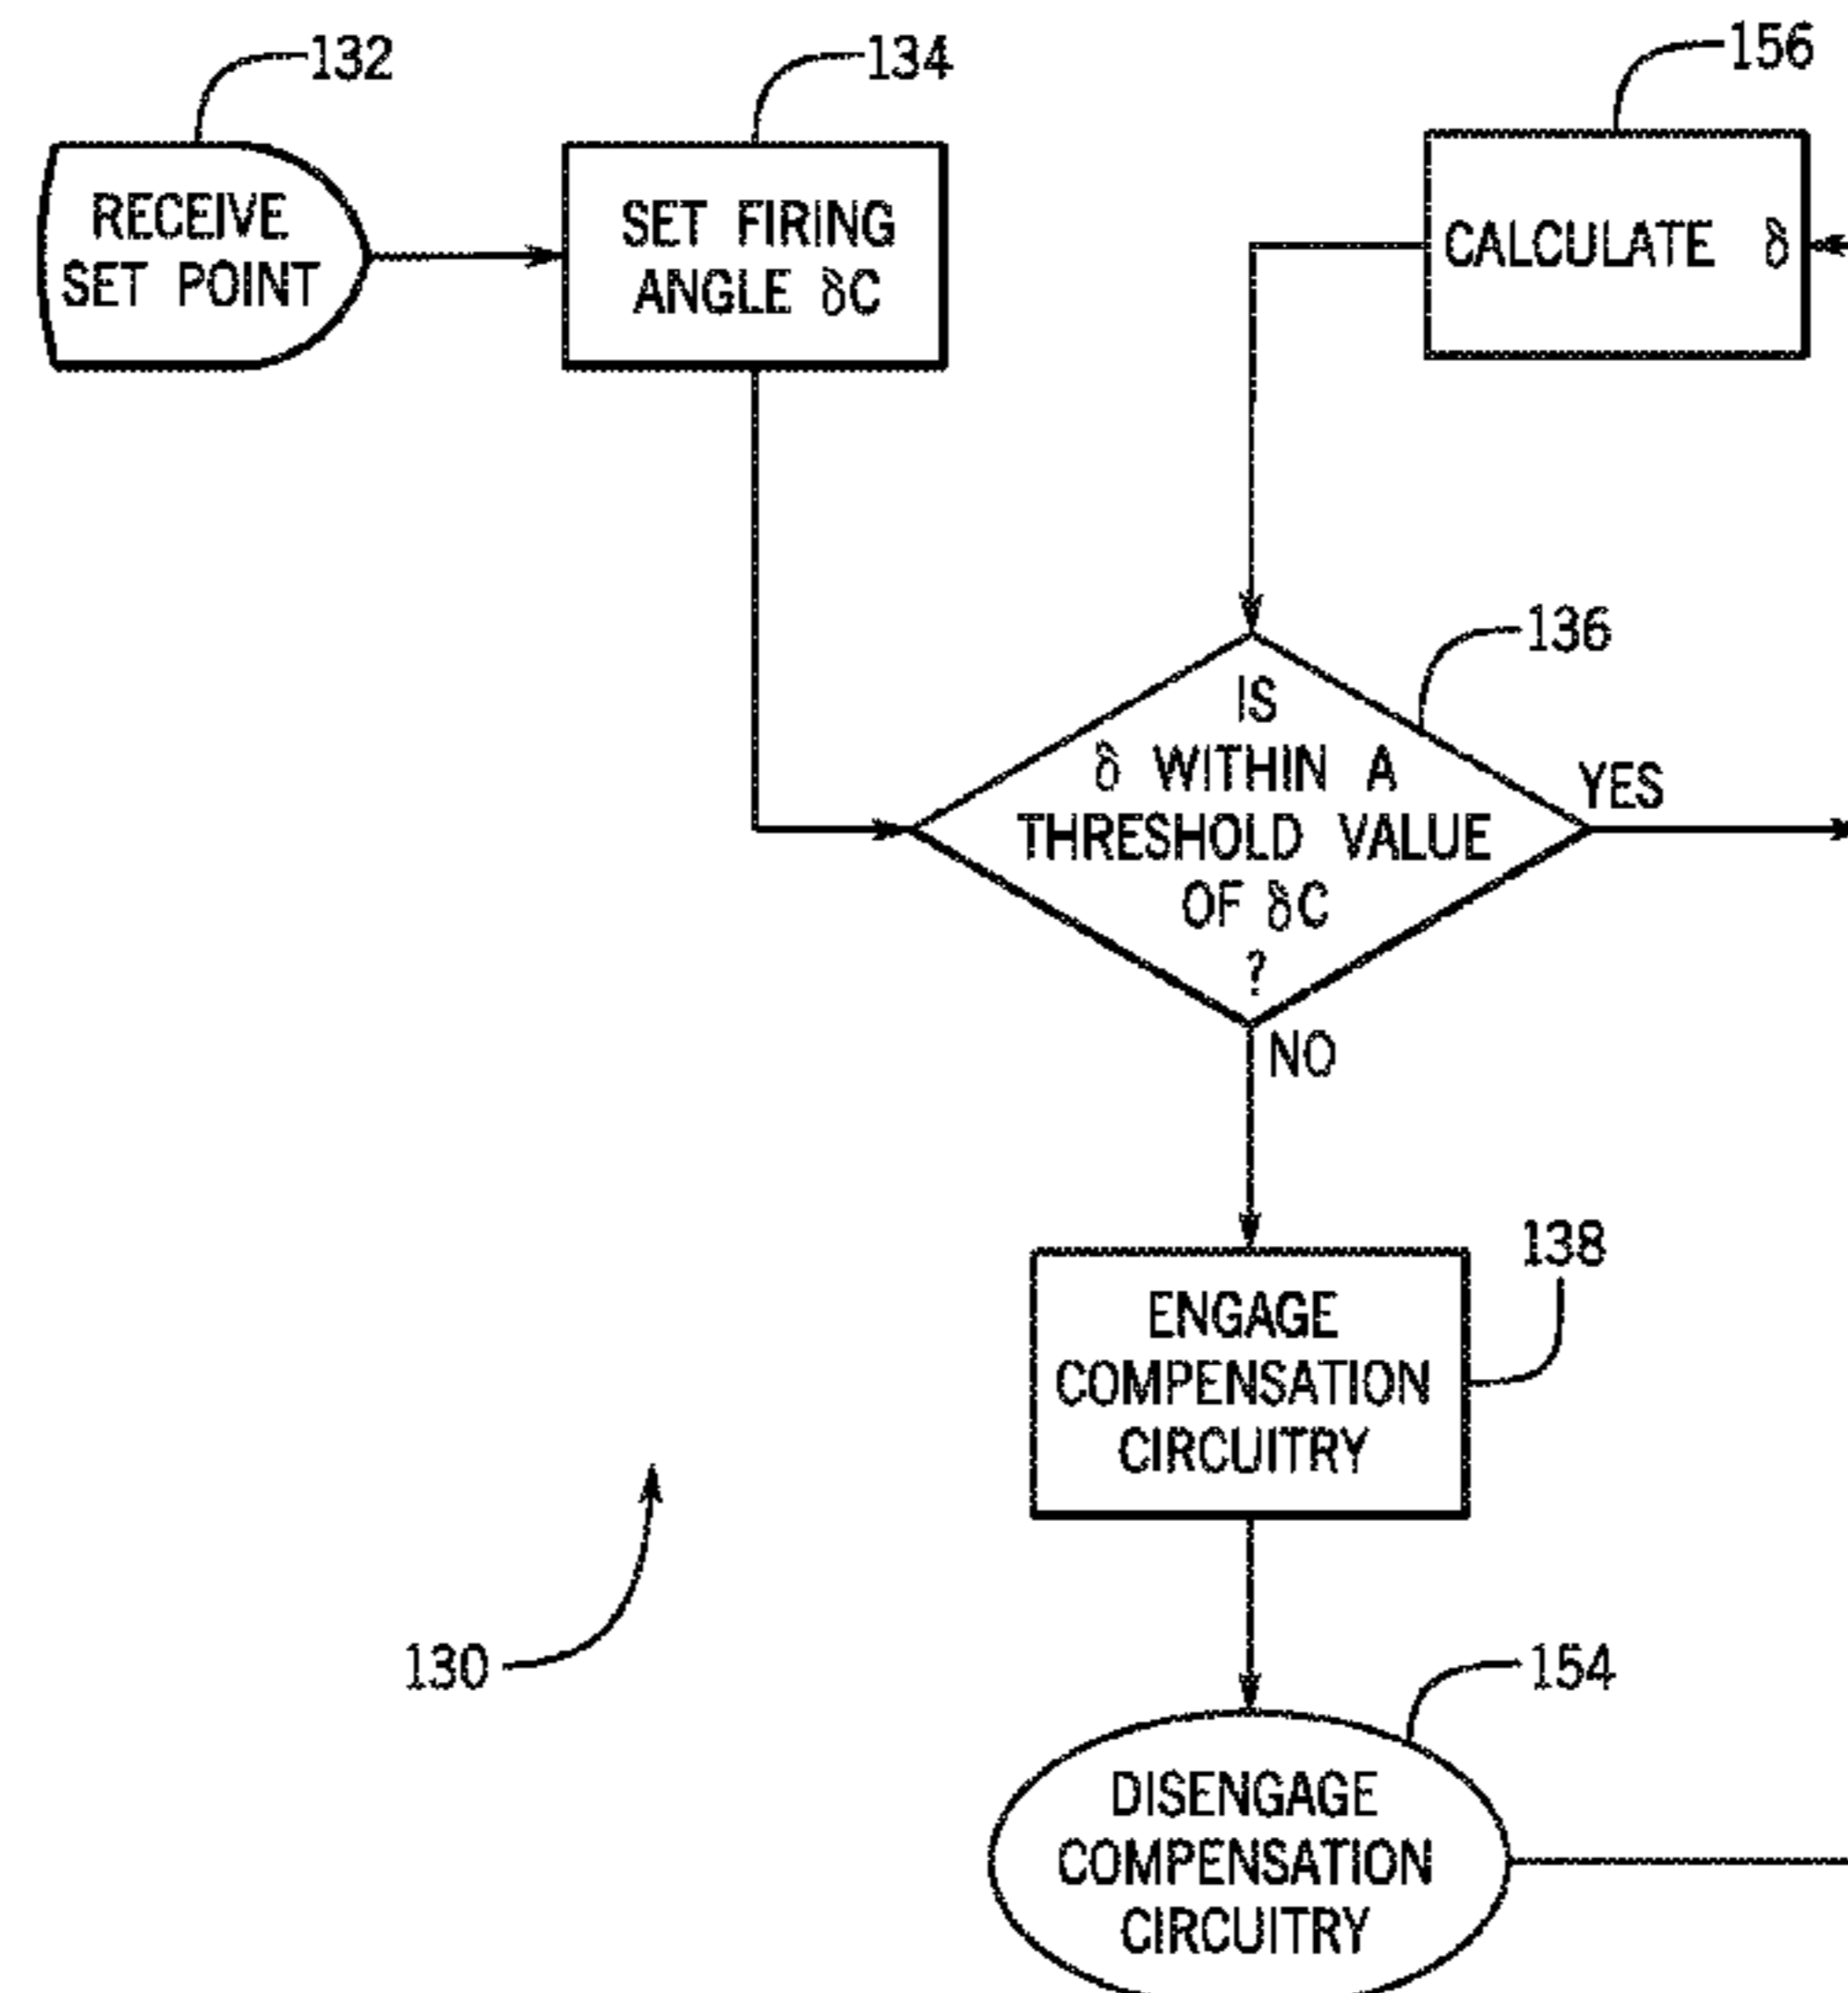 132
134
156
RECEIVE
SET POINT
SET FIRING
ANGLE δC
CALCULATE δ
136
IS
δ WITHIN A
THRESHOLD VALUE
OF δC
?
YES
NO
138
ENGAGE
COMPENSATION
CIRCUITRY
130
154
DISENGAGE
COMPENSATION
CIRCUITRY